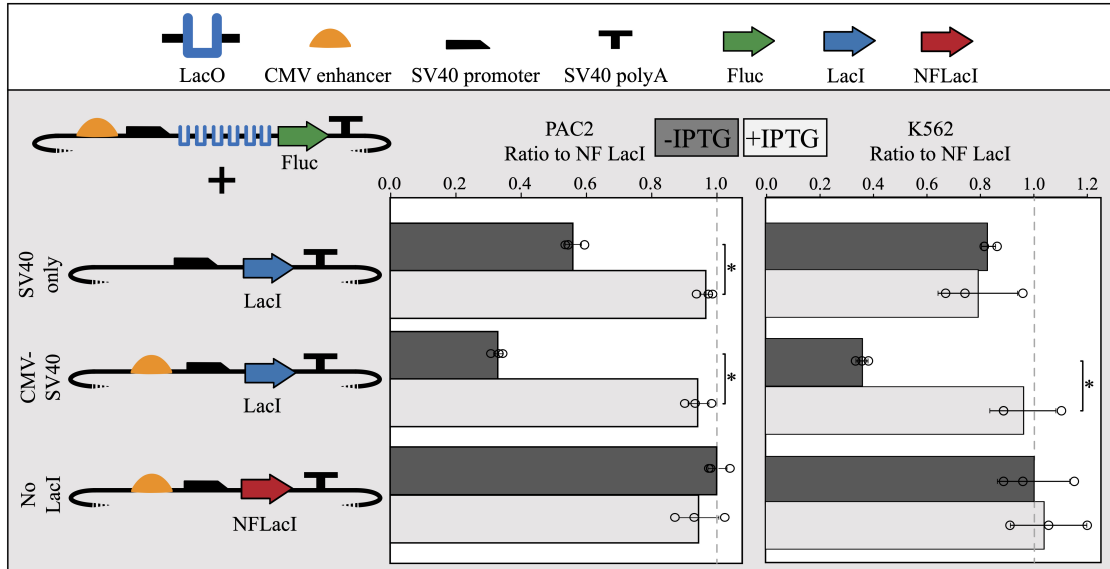 LacO CMV enhancer SV40 promoter SV40 polyA Fluc LacI NFLacI
Fluc
+
PAC2
Ratio to NF LacI
-IPTG +IPTG
K562
Ratio to NF LacI
0.0 0.2 0.4 0.6 0.8 1.0
0.0 0.2 0.4 0.6 0.8 1.0 1.2
SV40
only
LacI
*
CMV-
SV40
LacI
*
*
No
LacI
NFLacI